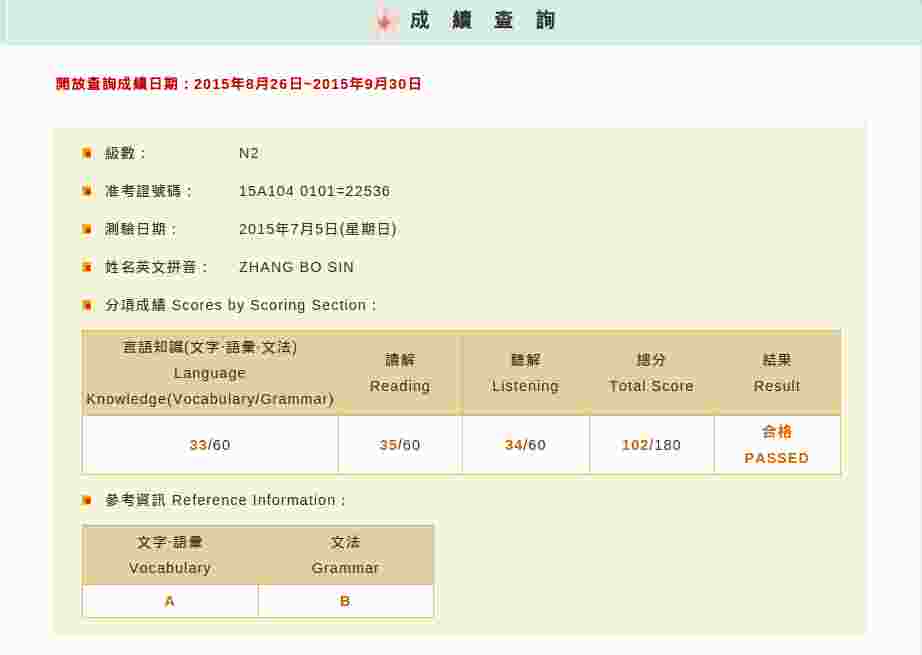 成績查詢
開放查詢成績日期：2015年8月26日~2015年9月30日
級數： N2
准考證號碼： 15A104 0101=22536
測驗日期： 2015年7月5日(星期日)
姓名英文拼音： ZHANG BO SIN
分項成績 Scores by Scoring Section：
言語知識(文字·語彙·文法)
Language
Knowledge(Vocabulary/Grammar)
讀解
Reading
聽解
Listening
總分
Total Score
結果
Result
33/60
35/60
34/60
102/180
合格
PASSED
參考資訊 Reference Information：
文字·語彙
Vocabulary
文法
Grammar
A
B